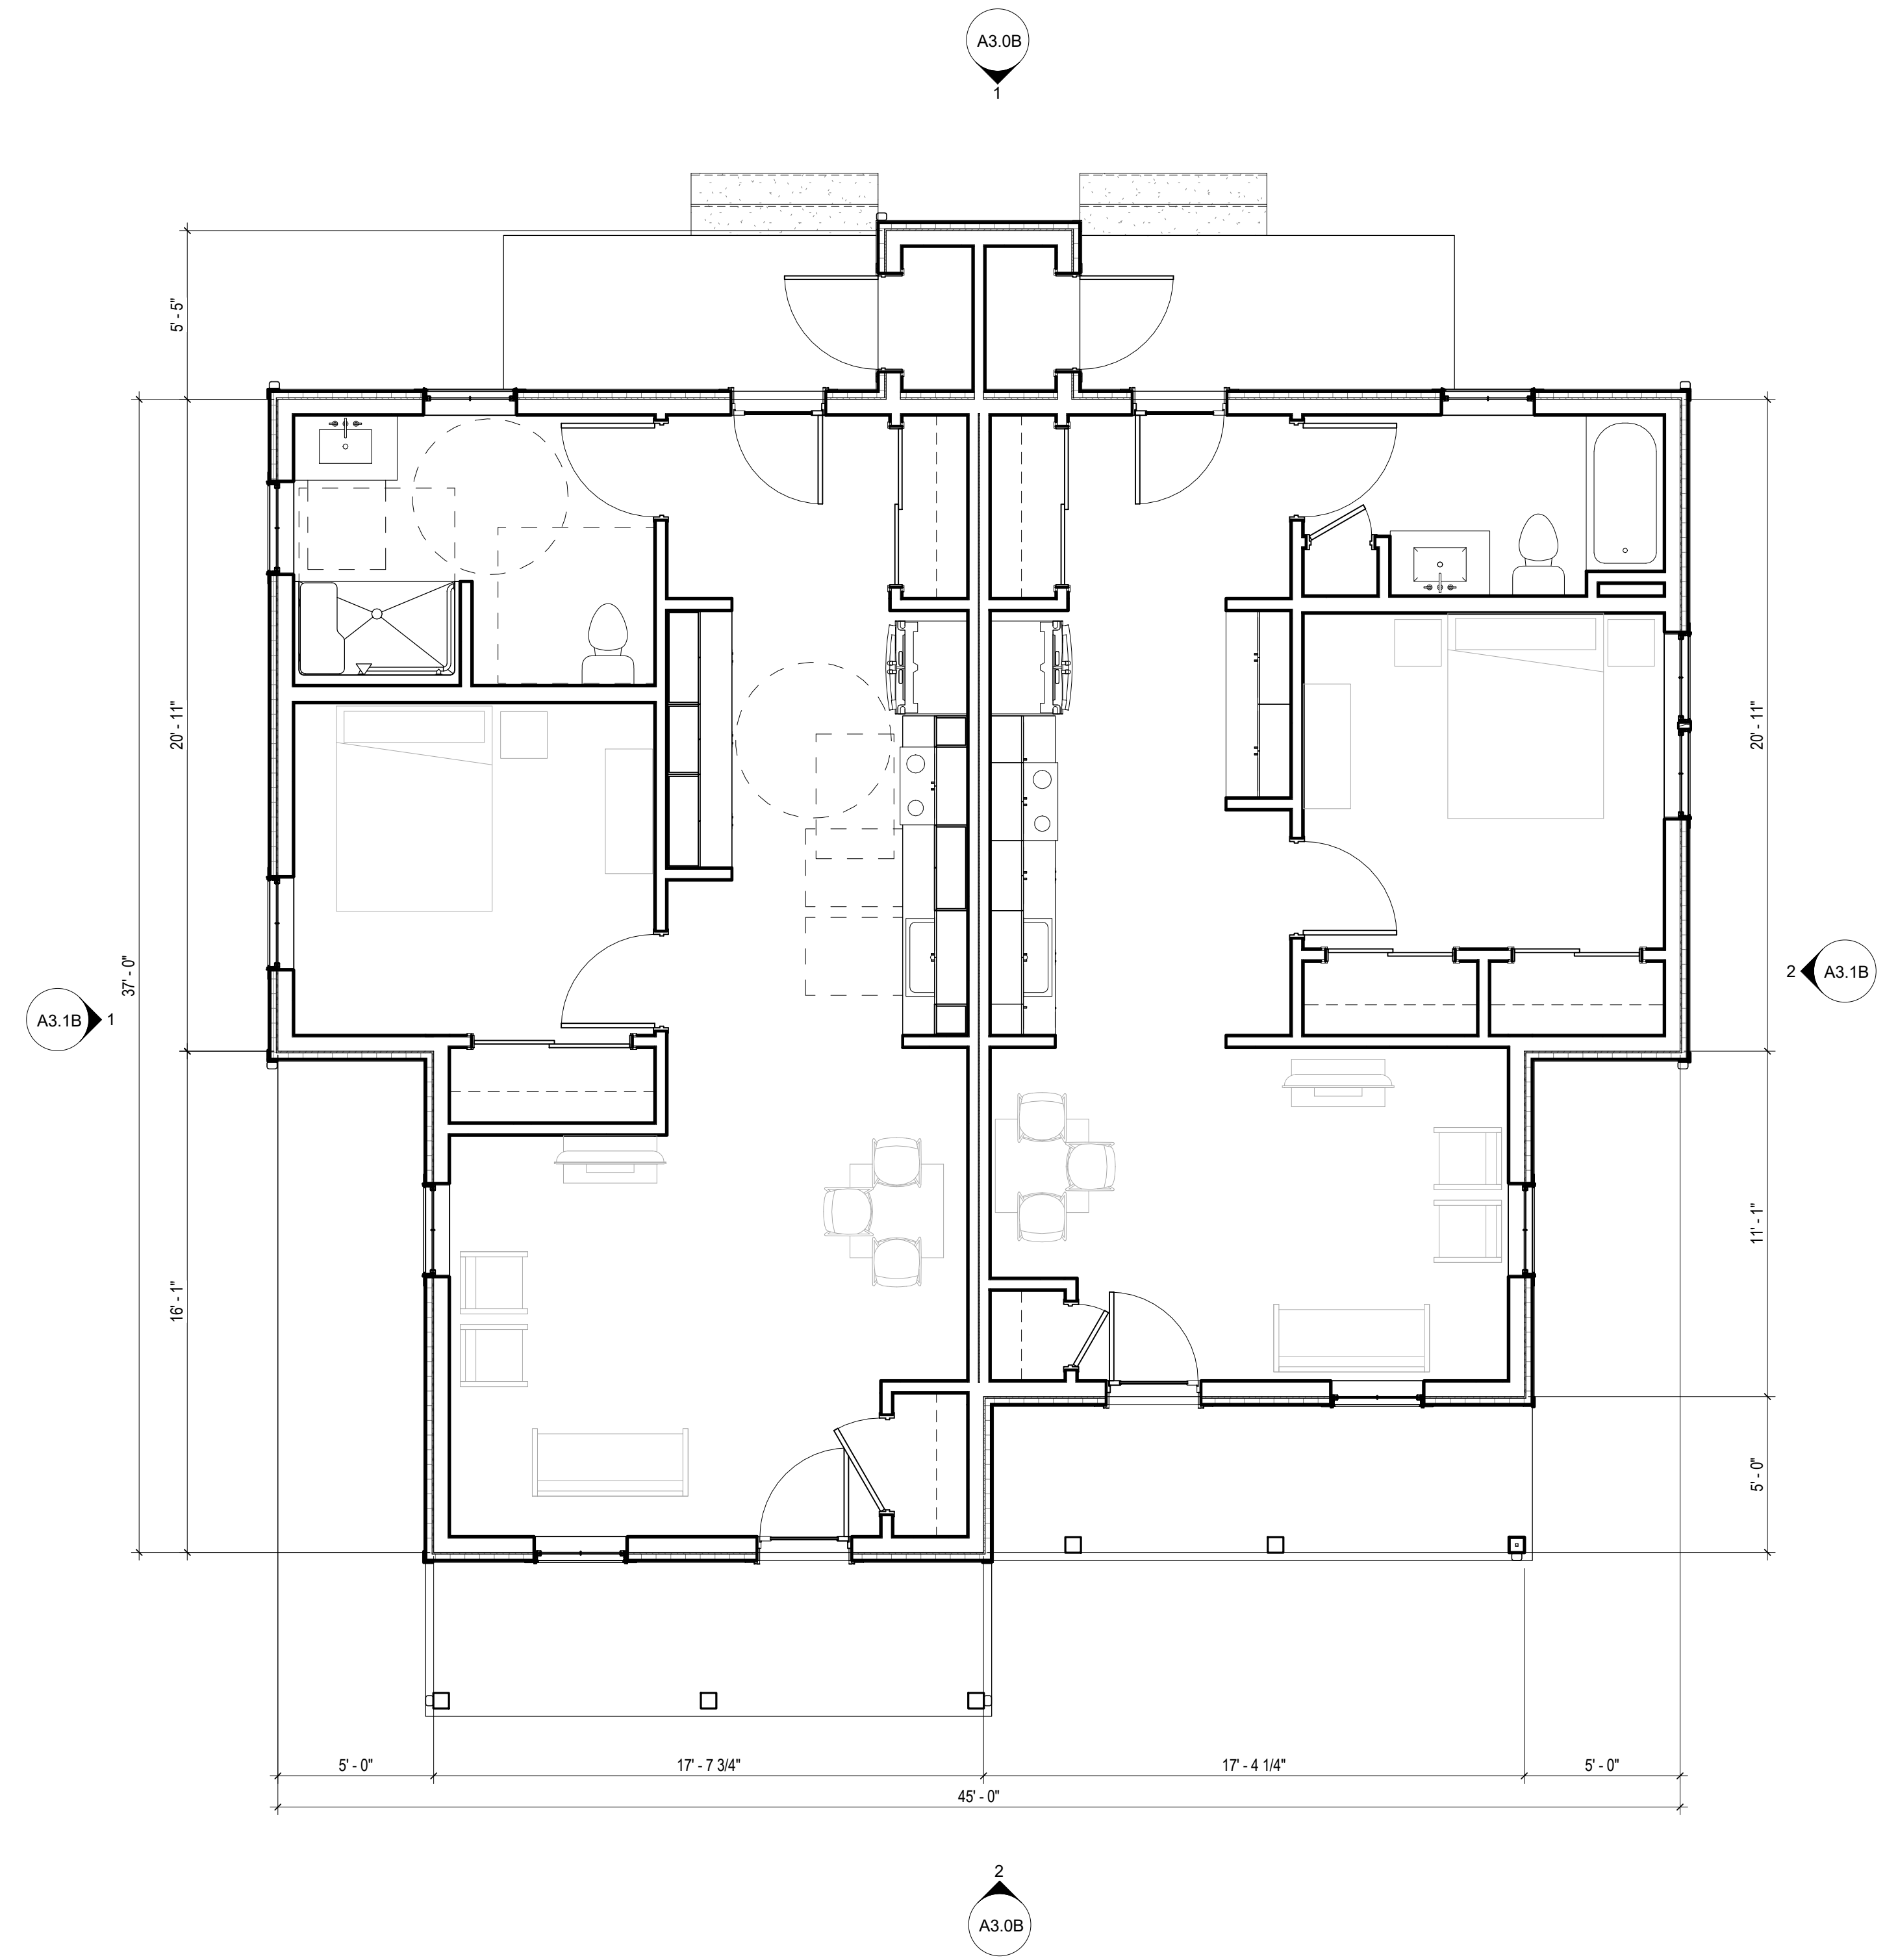 A3.0B
1
5' - 5"
20' - 11"
20' - 11"
37' - 0"
A3.1B 1
2 A3.1B
16' - 1"
11' - 1"
5' - 0"
5' - 0"
17' - 7 3/4"
17' - 4 1/4"
5' - 0"
45' - 0"
2
A3.0B